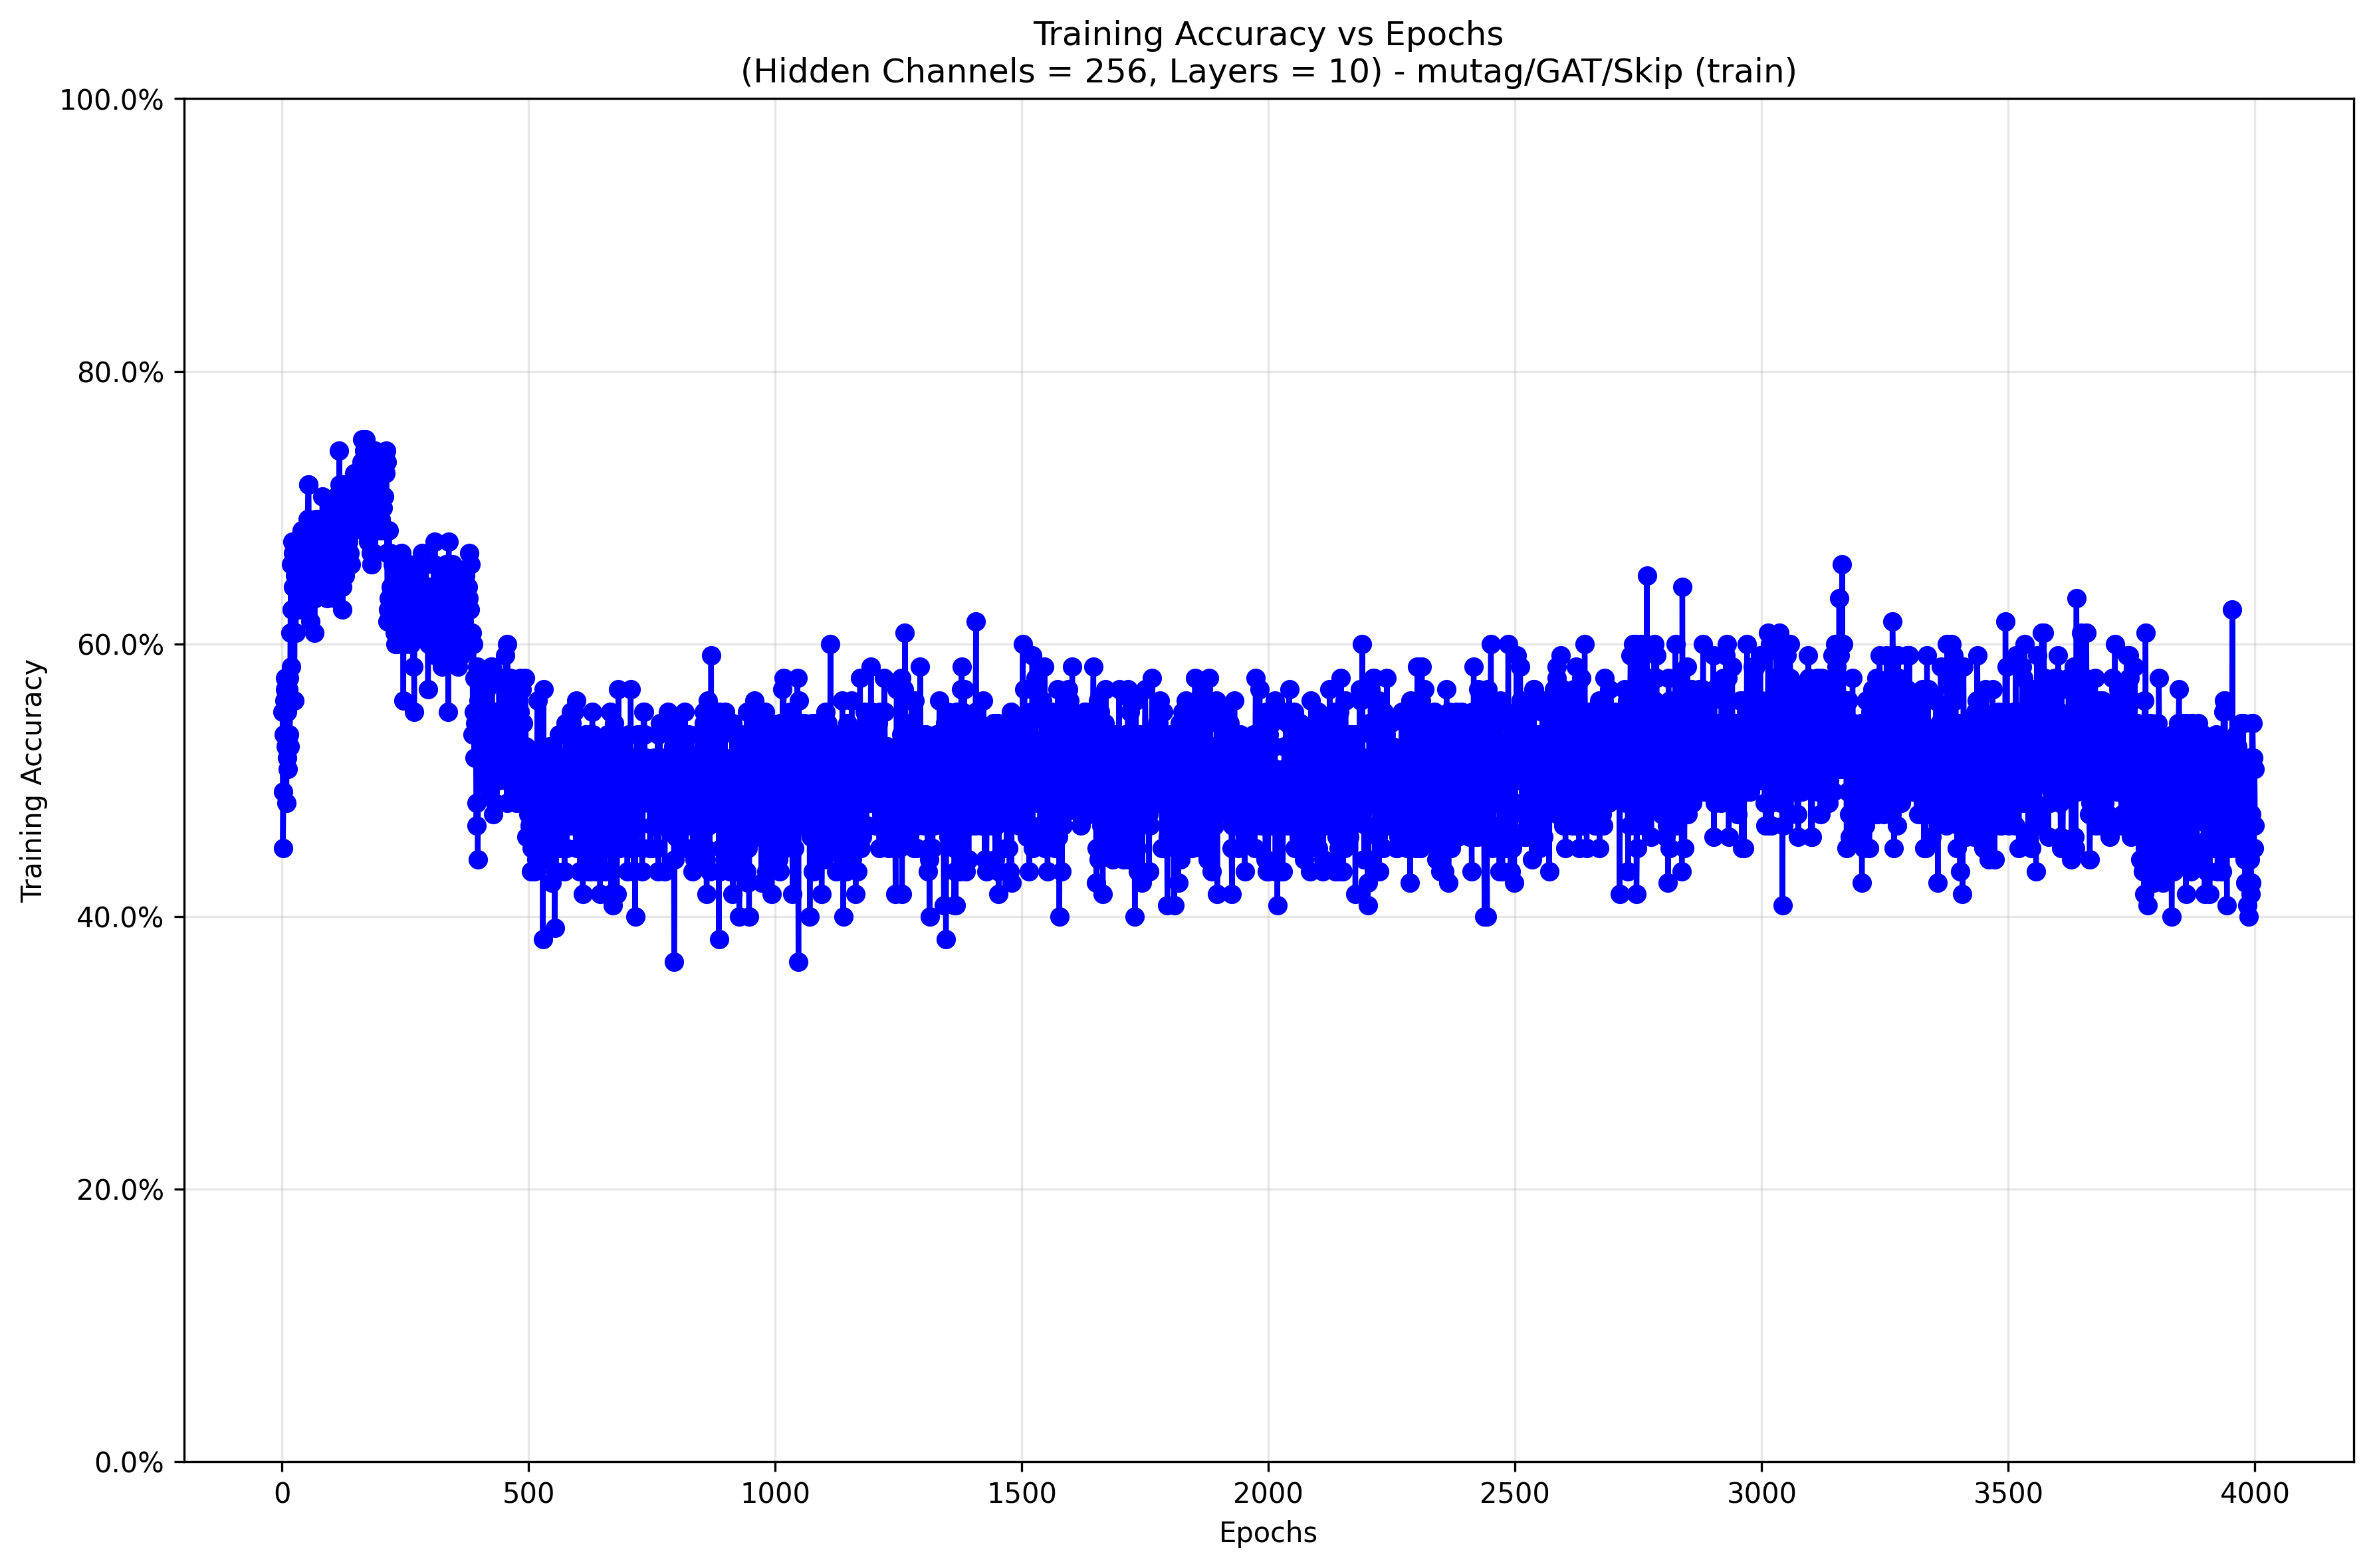 Training Accuracy vs Epochs
(Hidden Channels = 256, Layers = 10) - mutag/GAT/Skip (train)
100.0%
80.0%
60.0%
40.0%
20.0%
0.0%
Training Accuracy
0 500 1000 1500 2000 2500 3000 3500 4000
Epochs